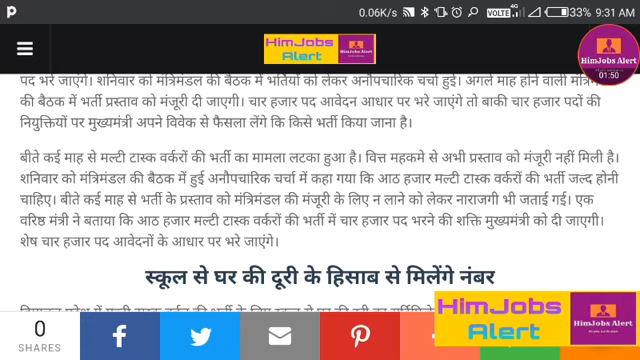 0.06K/s VOLTE 4G 33% 9:31 AM
HimJobs
Alert
HimJobs Alert
HimJobs Alert
01:50
पद भरे जाएंगे। शनिवार को मंत्रिमंडल की बैठक में भर्तियों को लेकर अनौपचारिक चर्चा हुई। अगले माह होने वाली मंत्रिमं
की बैठक में भर्ती प्रस्ताव को मंजूरी दी जाएगी। चार हजार पद आवेदन आधार पर भरे जाएंगे तो बाकी चार हजार पदों की
नियुक्तियों पर मुख्यमंत्री अपने विवेक से फैसला लेंगे कि किसे भर्ती किया जाना है।
बीते कई माह से मल्टी टास्क वर्करों की भर्ती का मामला लटका हुआ है। वित्त महकमे से अभी प्रस्ताव को मंजूरी नहीं मिली है।
शनिवार को मंत्रिमंडल की बैठक में हुई अनौपचारिक चर्चा में कहा गया कि आठ हजार मल्टी टास्क वर्करों की भर्ती जल्द होनी
चाहिए। बीते कई माह से भर्ती के प्रस्ताव को मंत्रिमंडल की मंजूरी के लिए न लाने को लेकर नाराजगी भी जताई गई। एक
वरिष्ठ मंत्री ने बताया कि आठ हजार मल्टी टास्क वर्करों की भर्ती में चार हजार पद भरने की शक्ति मुख्यमंत्री को दी जाएगी।
शेष चार हजार पद आवेदनों के आधार पर भरे जाएंगे।
स्कूल से घर की दूरी के हिसाब से मिलेंगे नंबर
HimJobs
Alert
HimJobs Alert
0
SHARES